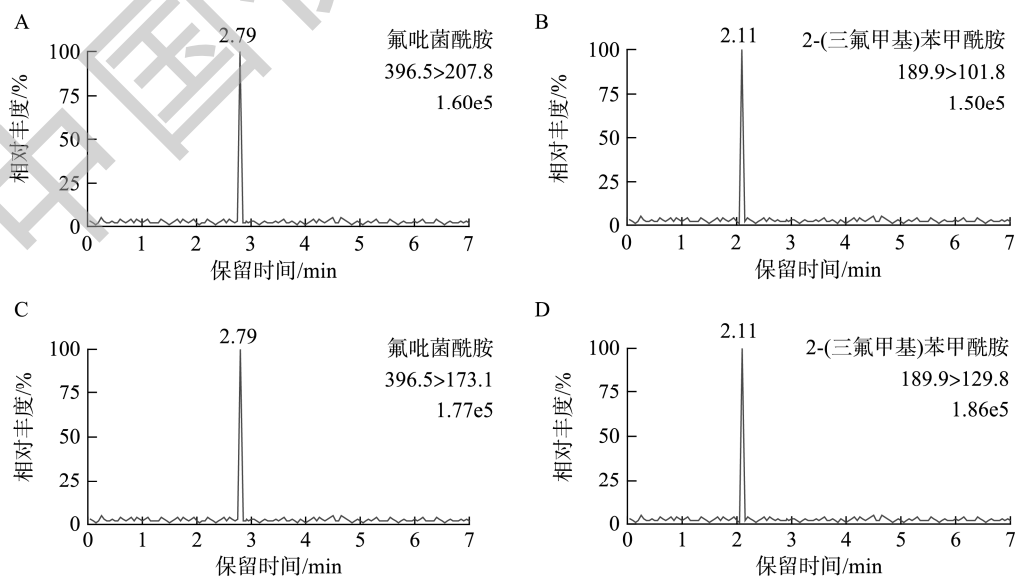 A
2.79
氟吡菌酰胺
396.5>207.8
1.60e5
相对丰度/%
100
75
50
25
0
0 1 2 3 4 5 6 7
保留时间/min
B
2.11
2-(三氟甲基)苯甲酰胺
189.9>101.8
1.50e5
相对丰度/%
100
75
50
25
0
0 1 2 3 4 5 6 7
保留时间/min
C
2.79
氟吡菌酰胺
396.5>173.1
1.77e5
相对丰度/%
100
75
50
25
0
0 1 2 3 4 5 6 7
保留时间/min
D
2.11
2-(三氟甲基)苯甲酰胺
189.9>129.8
1.86e5
相对丰度/%
100
75
50
25
0
0 1 2 3 4 5 6 7
保留时间/min
中国